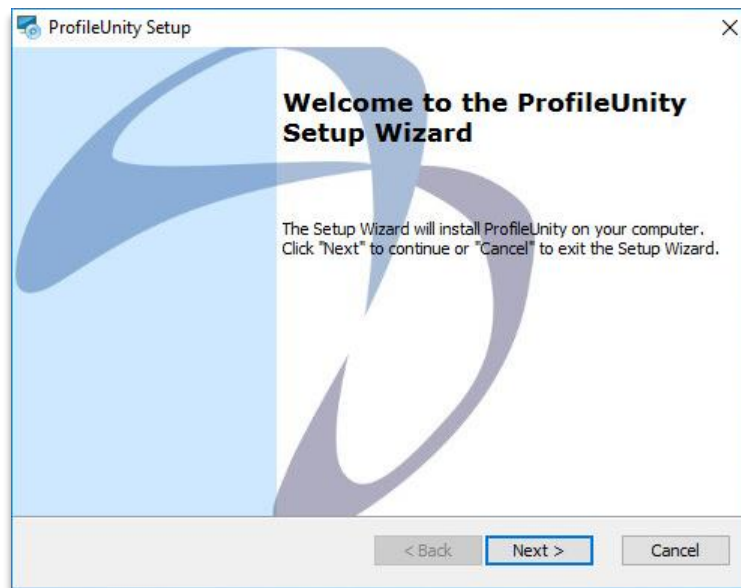 ProfileUnity Setup
Welcome to the ProfileUnity
Setup Wizard
The Setup Wizard will install ProfileUnity on your computer.
Click "Next" to continue or "Cancel" to exit the Setup Wizard.
< Back
Next >
Cancel